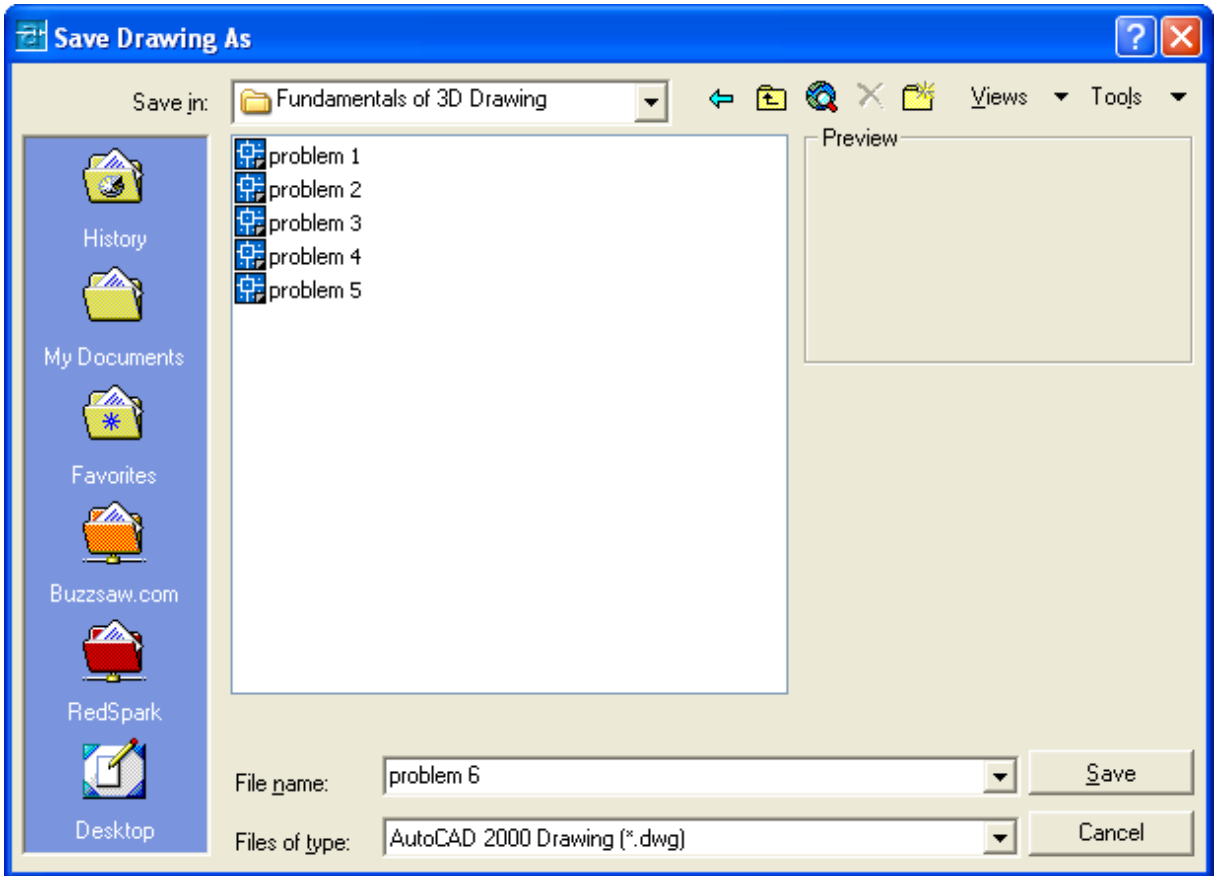 Save Drawing As
Save in: Fundamentals of 3D Drawing Views Tools
History
My Documents
Favorites
Buzzsaw.com
RedSpark
Desktop
problem 1
problem 2
problem 3
problem 4
problem 5
Preview
File name: problem 6 Save
Files of type: AutoCAD 2000 Drawing (*.dwg) Cancel